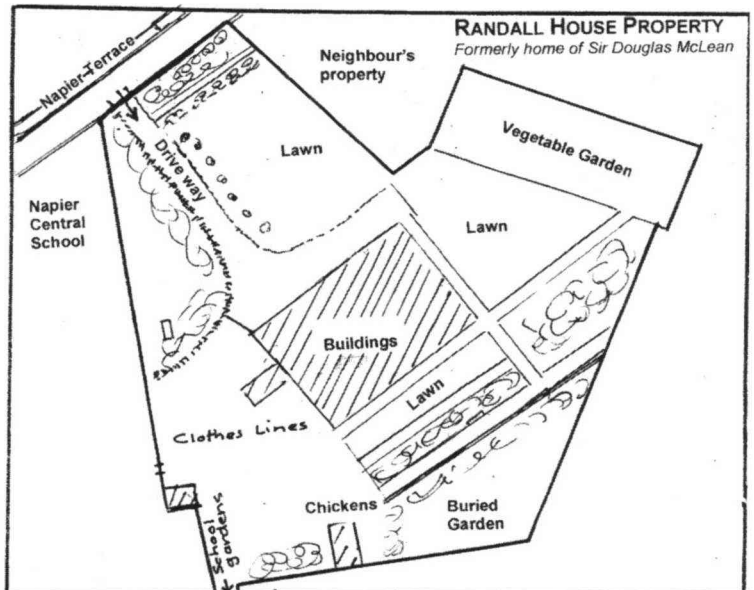 RANDALL HOUSE PROPERTY
Formerly home of Sir Douglas McLean
Napier Terrace
Neighbour's
property
Vegetable Garden
Lawn
Drive way
Napier
Central
School
Lawn
Buildings
Lawn
Clothes Lines
Chickens
Buried
Garden
School
gardens